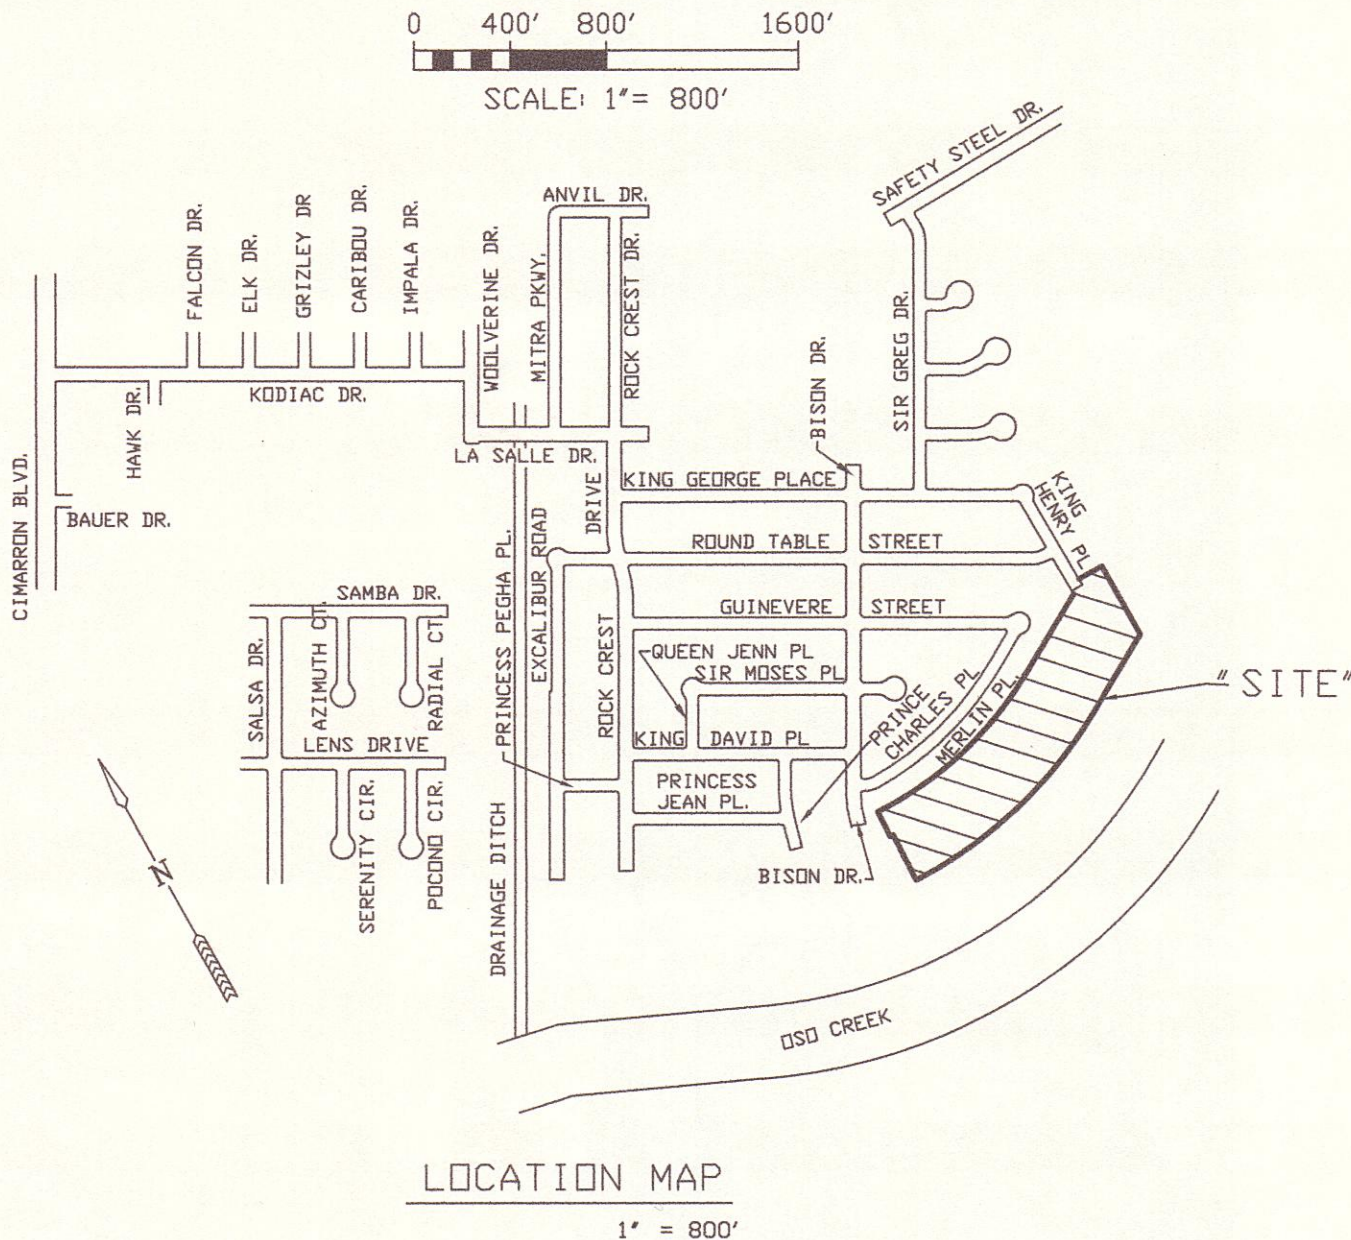 0 400' 800' 1600'
SCALE: 1"= 800'
SAFETY STEEL DR.
ANVIL DR.
FALCON DR.
ELK DR.
GRIZLEY DR
CARIBOU DR.
IMPALA DR.
WOOLVERINE DR.
MITRA PKWY.
ROCK CREST DR.
BISON DR.
SIR GREG DR.
KODIAC DR.
HAWK DR.
CIMARRON BLVD.
BAUER DR.
LA SALLE DR.
KING GEORGE PLACE
KING
HENRY PL.
DRIVE
ROUND TABLE STREET
PRINCESS PEGHA PL.
EXCALIBUR ROAD
SAMBA DR.
GUINEVERE STREET
SALSA DR.
AZIMUTH CT.
RADIAL CT.
ROCK CREST
QUEEN JENN PL
SIR MOSES PL
"SITE"
PRINCE
CHARLES PL.
MERLIN PL.
LENS DRIVE
KING DAVID PL
PRINCESS
JEAN PL.
SERENITY CIR.
POCONO CIR.
DRAINAGE DITCH
BISON DR.
N
OSO CREEK
LOCATION MAP
1" = 800'